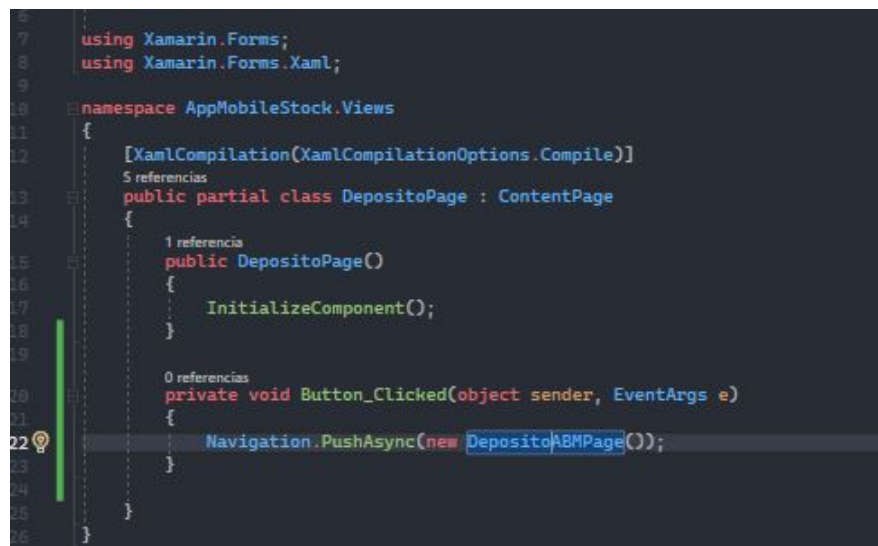 6
7 using Xamarin.Forms;
8 using Xamarin.Forms.Xaml;
9
10 namespace AppMobileStock.Views
11 {
12 [XamlCompilation(XamlCompilationOptions.Compile)]
5 referencias
13 public partial class DepositoPage : ContentPage
14 {
1 referencia
15 public DepositoPage()
16 {
17 InitializeComponent();
18 }
19
0 referencias
20 private void Button_Clicked(object sender, EventArgs e)
21 {
22 Navigation.PushAsync(new DepositoABMPage());
23 }
24
25 }
26 }